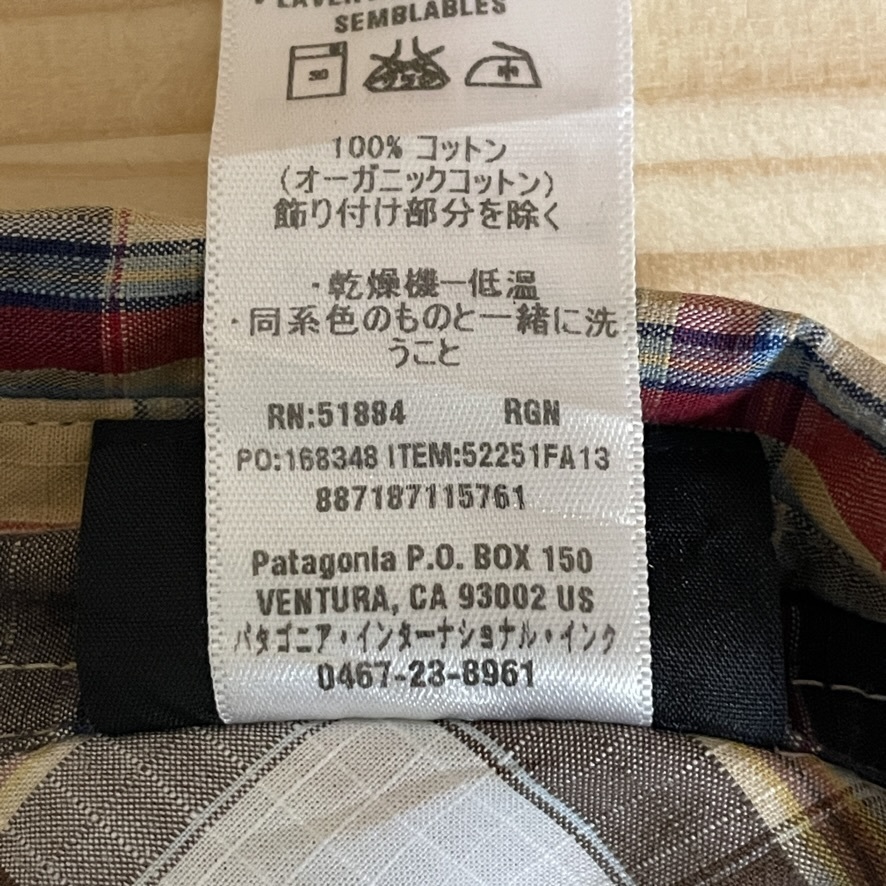 SEMBLABLES
100% コットン
(オーガニックコットン)
飾り付け部分を除く
・乾燥機ー低温
・同系色のものと一緒に洗
うこと
RN:51884 RGN
PO:168348 ITEM:52251FA13
887187115761
Patagonia P.O. BOX 150
VENTURA, CA 93002 US
パタゴニア・インターナショナル・インク
0467-23-8961